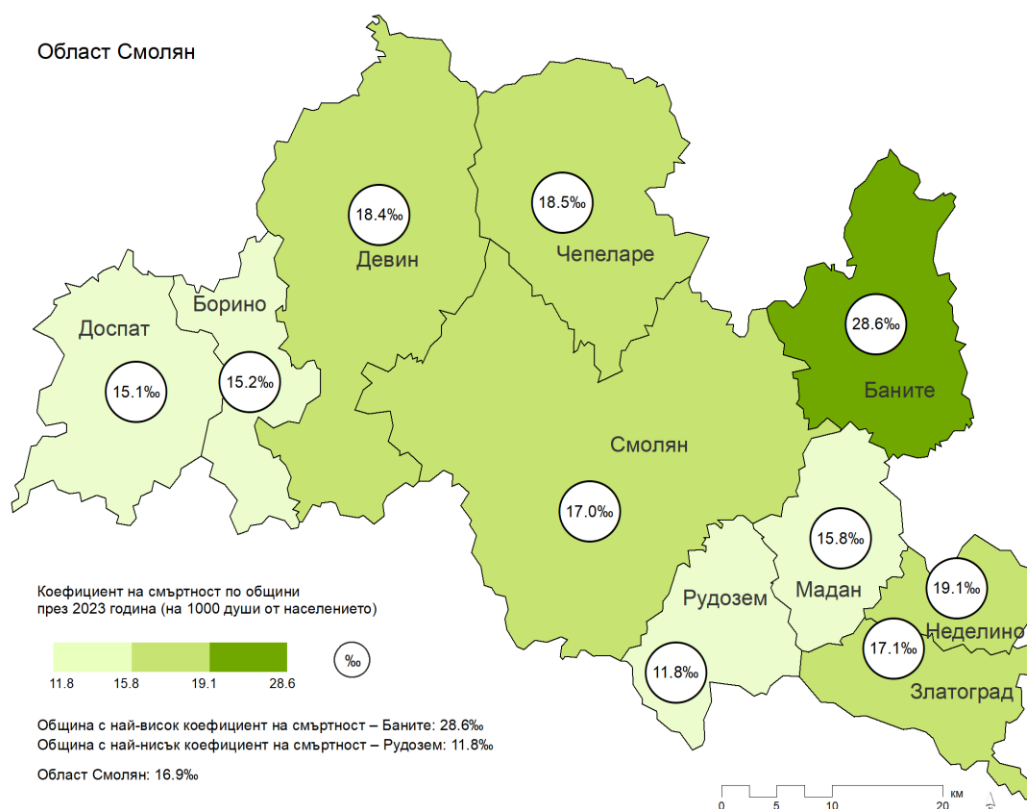 Област Смолян
18.4‰
Девин
18.5‰
Чепеларе
28.6‰
Баните
Борино
15.2‰
Доспат
15.1‰
Смолян
17.0‰
15.8‰
Мадан
Рудозем
11.8‰
19.1‰
Неделино
17.1‰
Златоград
Коефициент на смъртност по общини
през 2023 година (на 1000 души от населението)
‰
11.8 15.8 19.1 28.6
Община с най-висок коефициент на смъртност – Баните: 28.6‰
Община с най-нисък коефициент на смъртност – Рудозем: 11.8‰
Област Смолян: 16.9‰
км
0 5 10 20